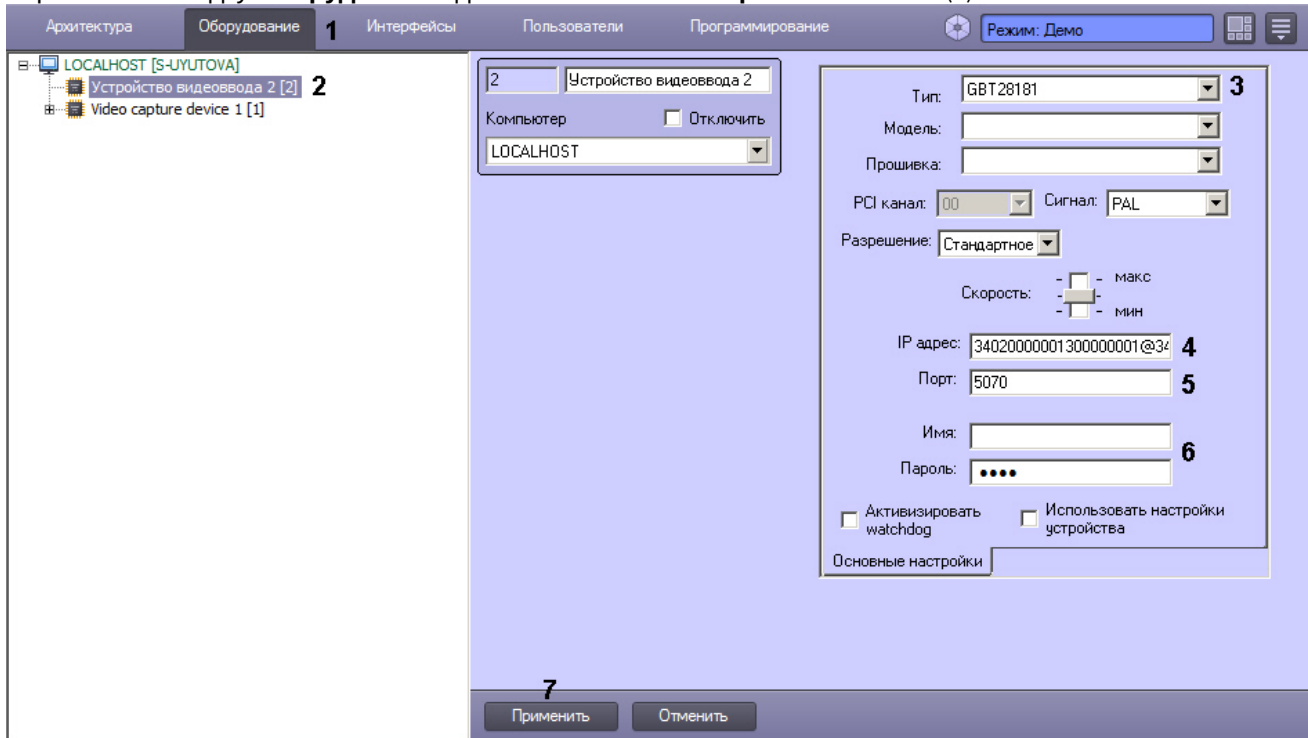 Архитектура Оборудование 1 Интерфейсы Пользователи Программирование Режим: Демо
LOCALHOST [S-UYUTOVA]
Устройство видеоввода 2 [2] 2
Video capture device 1 [1]
2 Устройство видеоввода 2
Компьютер Отключить
LOCALHOST
Тип: GBT28181 3
Модель:
Прошивка:
PCI канал: 00 Сигнал: PAL
Разрешение: Стандартное
- - макс
Скорость: - -
- - мин
IP адрес: 34020000001300000001@34 4
Порт: 5070 5
Имя:
6
Пароль: ••••
Активизировать watchdog
Использовать настройки устройства
Основные настройки
7
Применить Отменить